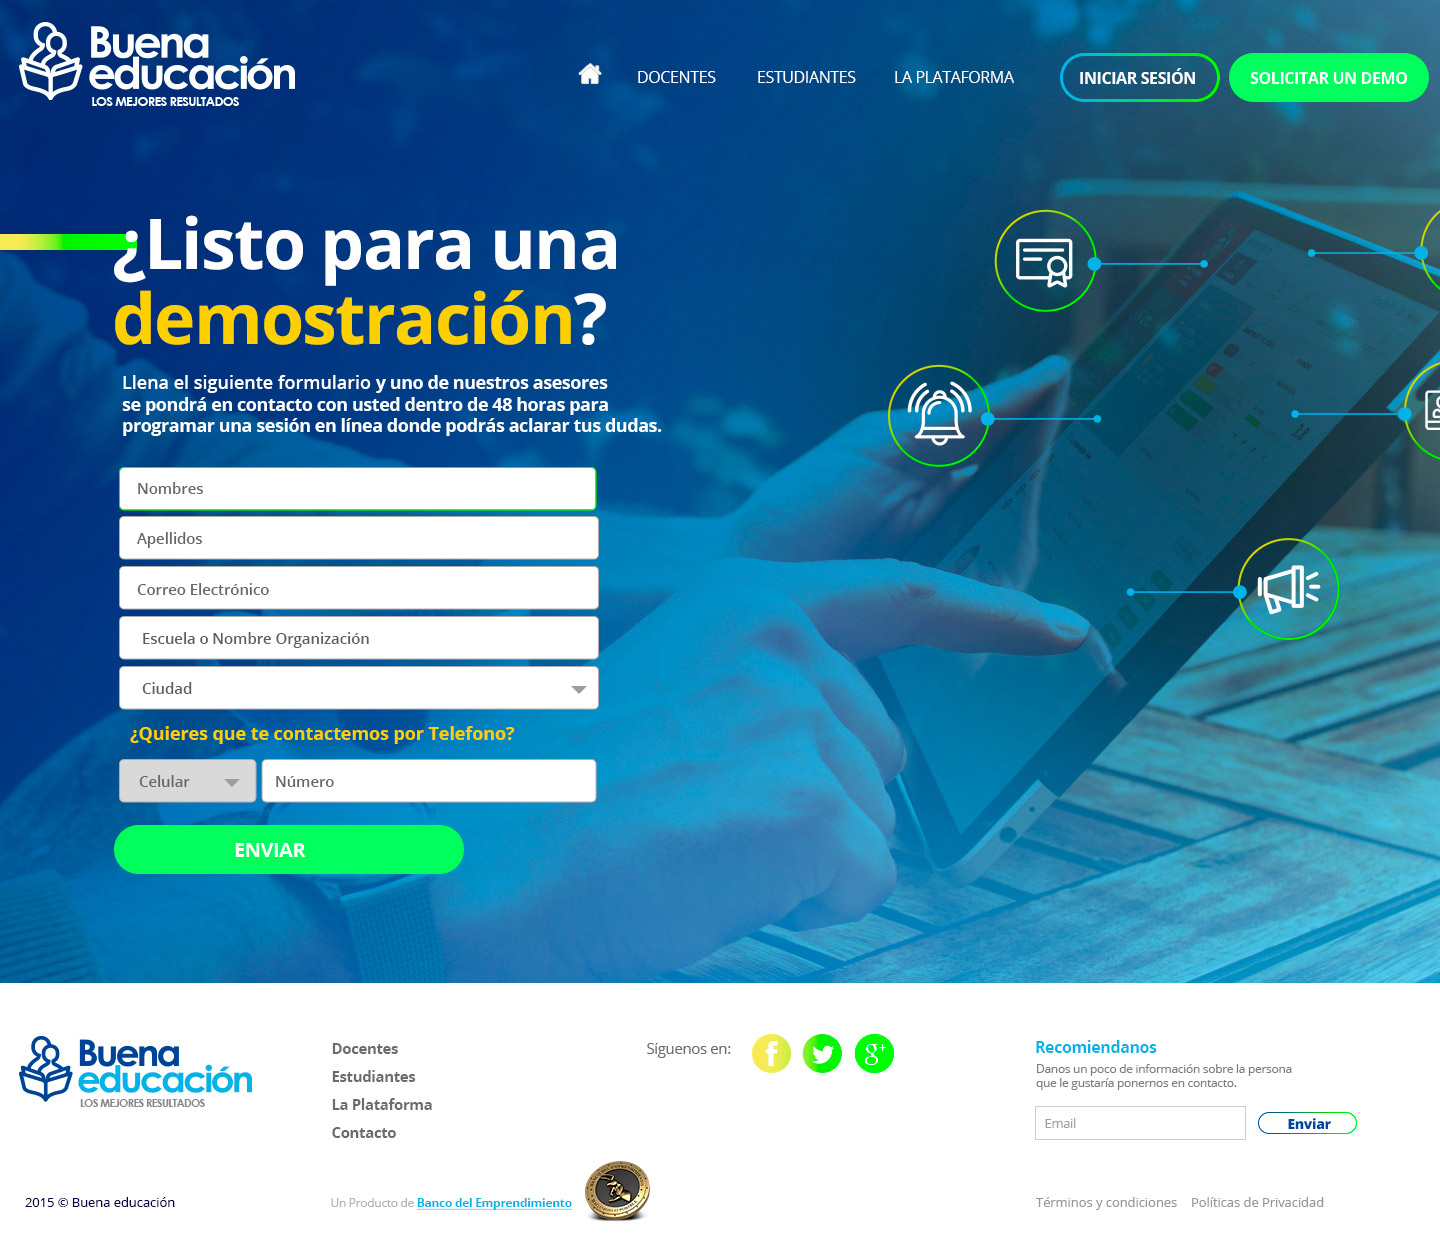 Buena
educación
LOS MEJORES RESULTADOS
DOCENTES
ESTUDIANTES
LA PLATAFORMA
INICIAR SESIÓN
SOLICITAR UN DEMO
¿Listo para una
demostración?
Llena el siguiente formulario y uno de nuestros asesores
se pondrá en contacto con usted dentro de 48 horas para
programar una sesión en línea donde podrás aclarar tus dudas.
Nombres
Apellidos
Correo Electrónico
Escuela o Nombre Organización
Ciudad
¿Quieres que te contactemos por Telefono?
Celular
Número
ENVIAR
Buena
educación
LOS MEJORES RESULTADOS
Docentes
Estudiantes
La Plataforma
Contacto
Síguenos en:
Recomiendanos
Danos un poco de información sobre la persona
que le gustaría ponernos en contacto.
Email
Enviar
2015 © Buena educación
Un Producto de Banco del Emprendimiento
Términos y condiciones
Políticas de Privacidad